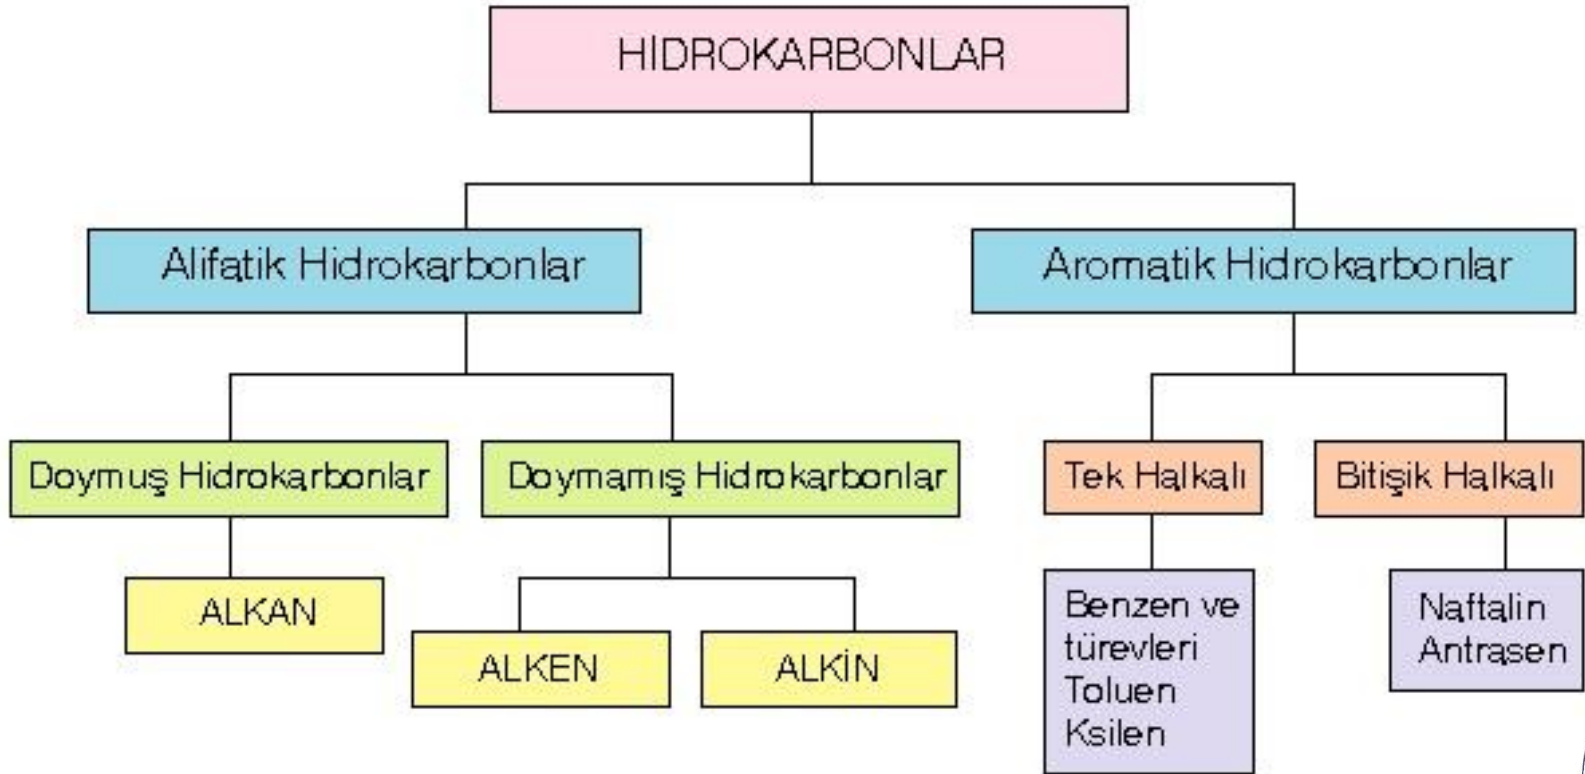 HİDROKARBONLAR
Alifatik Hidrokarbonlar
Aromatik Hidrokarbonlar
Doymuş Hidrokarbonlar
Doymamış Hidrokarbonlar
Tek Halkalı
Bitişik Halkalı
ALKAN
ALKEN
ALKİN
Benzen ve
türevleri
Toluen
Ksilen
Naftalin
Antrasen